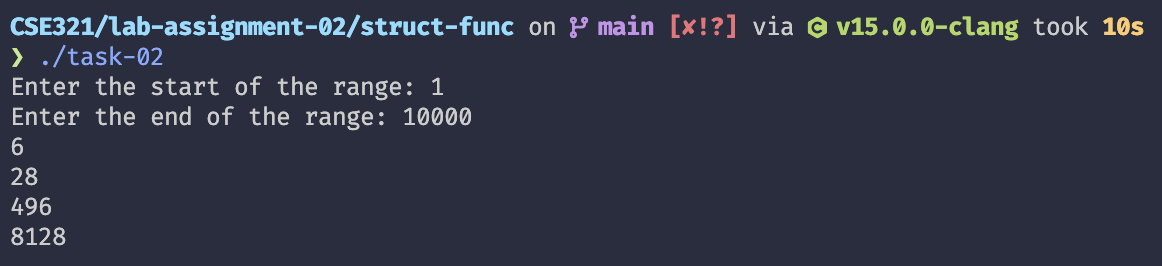 CSE321/lab-assignment-02/struct-func on main [✘!?] via C v15.0.0-clang took 10s
❯ ./task-02
Enter the start of the range: 1
Enter the end of the range: 10000
6
28
496
8128